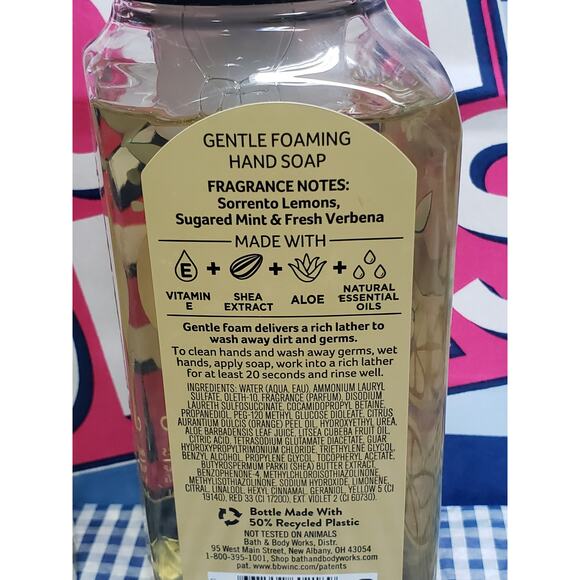 GENTLE FOAMING
HAND SOAP
FRAGRANCE NOTES:
Sorrento Lemons,
Sugared Mint & Fresh Verbena
MADE WITH
E + + +
VITAMIN E
SHEA EXTRACT
ALOE
NATURAL ESSENTIAL OILS
Gentle foam delivers a rich lather to
wash away dirt and germs.
To clean hands and wash away germs, wet
hands, apply soap, work into a rich lather
for at least 20 seconds and rinse well.
INGREDIENTS: WATER (AQUA, EAU), AMMONIUM LAURYL
SULFATE, OLETH-10, FRAGRANCE (PARFUM), DISODIUM
LAURETH SULFOSUCCINATE, COCAMIDOPROPYL BETAINE,
PROPANEDIOL, PEG-120 METHYL GLUCOSE DIOLEATE, CITRUS
AURANTIUM DULCIS (ORANGE) PEEL OIL, HYDROXYETHYL UREA,
ALOE BARBADENSIS LEAF JUICE, LITSEA CUBEBA FRUIT OIL,
CITRIC ACID, TETRASODIUM GLUTAMATE DIACETATE, GUAR
HYDROXYPROPYLTRIMONIUM CHLORIDE, TRIETHYLENE GLYCOL,
BENZYL ALCOHOL, PROPYLENE GLYCOL, TOCOPHERYL ACETATE,
BUTYROSPERMUM PARKII (SHEA) BUTTER EXTRACT,
BENZOPHENONE-4, METHYLCHLOROISOTHIAZOLINONE,
METHYLISOTHIAZOLINONE, SODIUM HYDROXIDE, LIMONENE,
CITRAL, LINALOOL, HEXYL CINNAMAL, GERANIOL, YELLOW 5 (CI
19140), RED 33 (CI 17200), EXT. VIOLET 2 (CI 60730).
Bottle Made With
50% Recycled Plastic
NOT TESTED ON ANIMALS
Bath & Body Works, Distr.
95 West Main Street, New Albany, OH 43054
1-800-395-1001, Shop bathandbodyworks.com
pat. www.bbwinc.com/patents